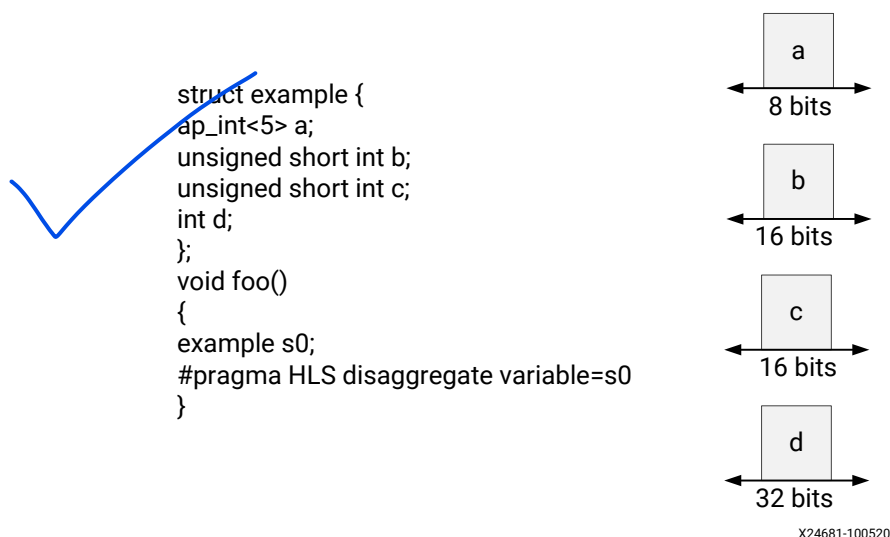 struct example {
ap_int<5> a;
unsigned short int b;
unsigned short int c;
int d;
};
void foo()
{
example s0;
#pragma HLS disaggregate variable=s0
}
a
8 bits
b
16 bits
c
16 bits
d
32 bits
X24681-100520